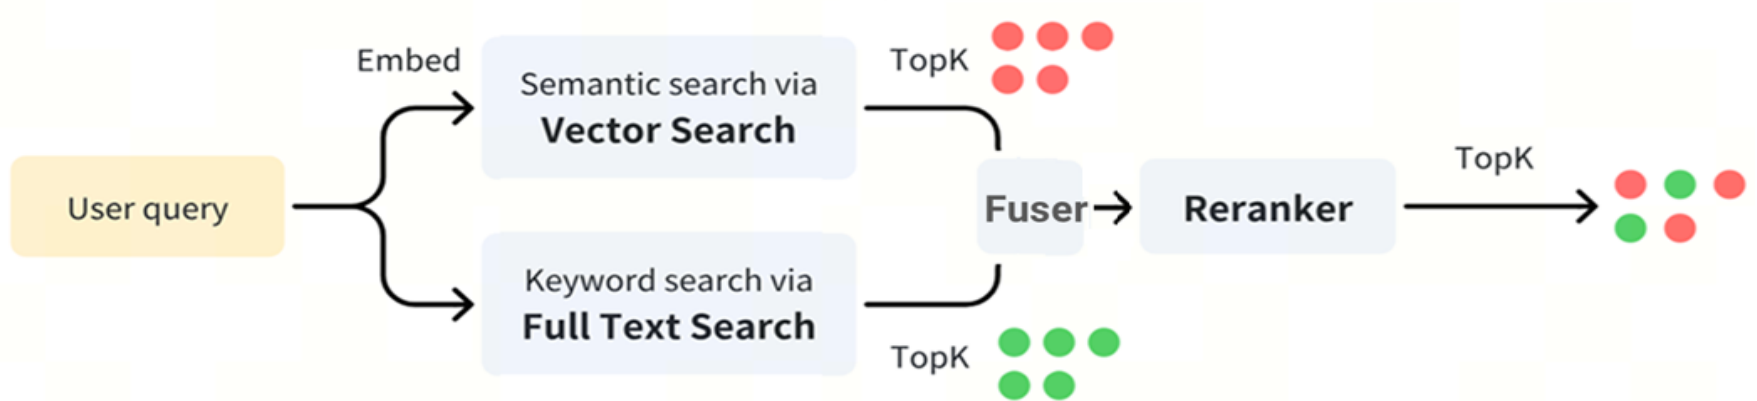 User query
Embed
Semantic search via
Vector Search
TopK
Keyword search via
Full Text Search
TopK
Fuser
Reranker
TopK